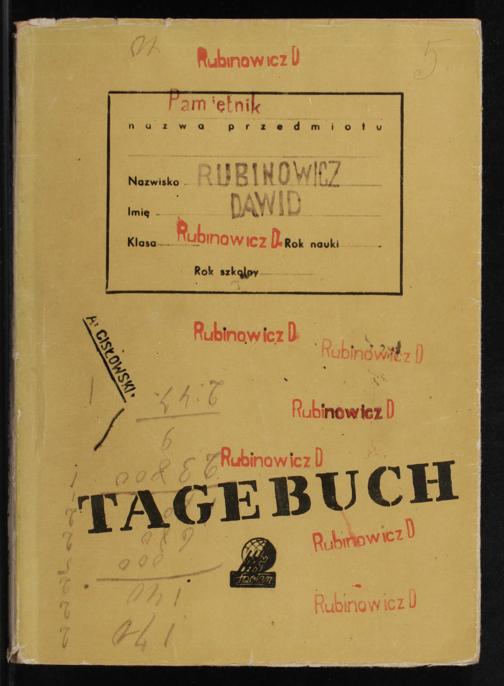 Rubinowicz D
5
Pamiętnik
nazwa przedmiotu
Nazwisko RUBINOWICZ
Imię DAWID
Klasa Rubinowicz D. Rok nauki
Rok szkolny
Rubinowicz D
A. CISŁOWSKI.
Rubinowicz D
Rubinowicz D
Rubinowicz D
TAGEBUCH
Rubinowicz D
Rubinowicz D